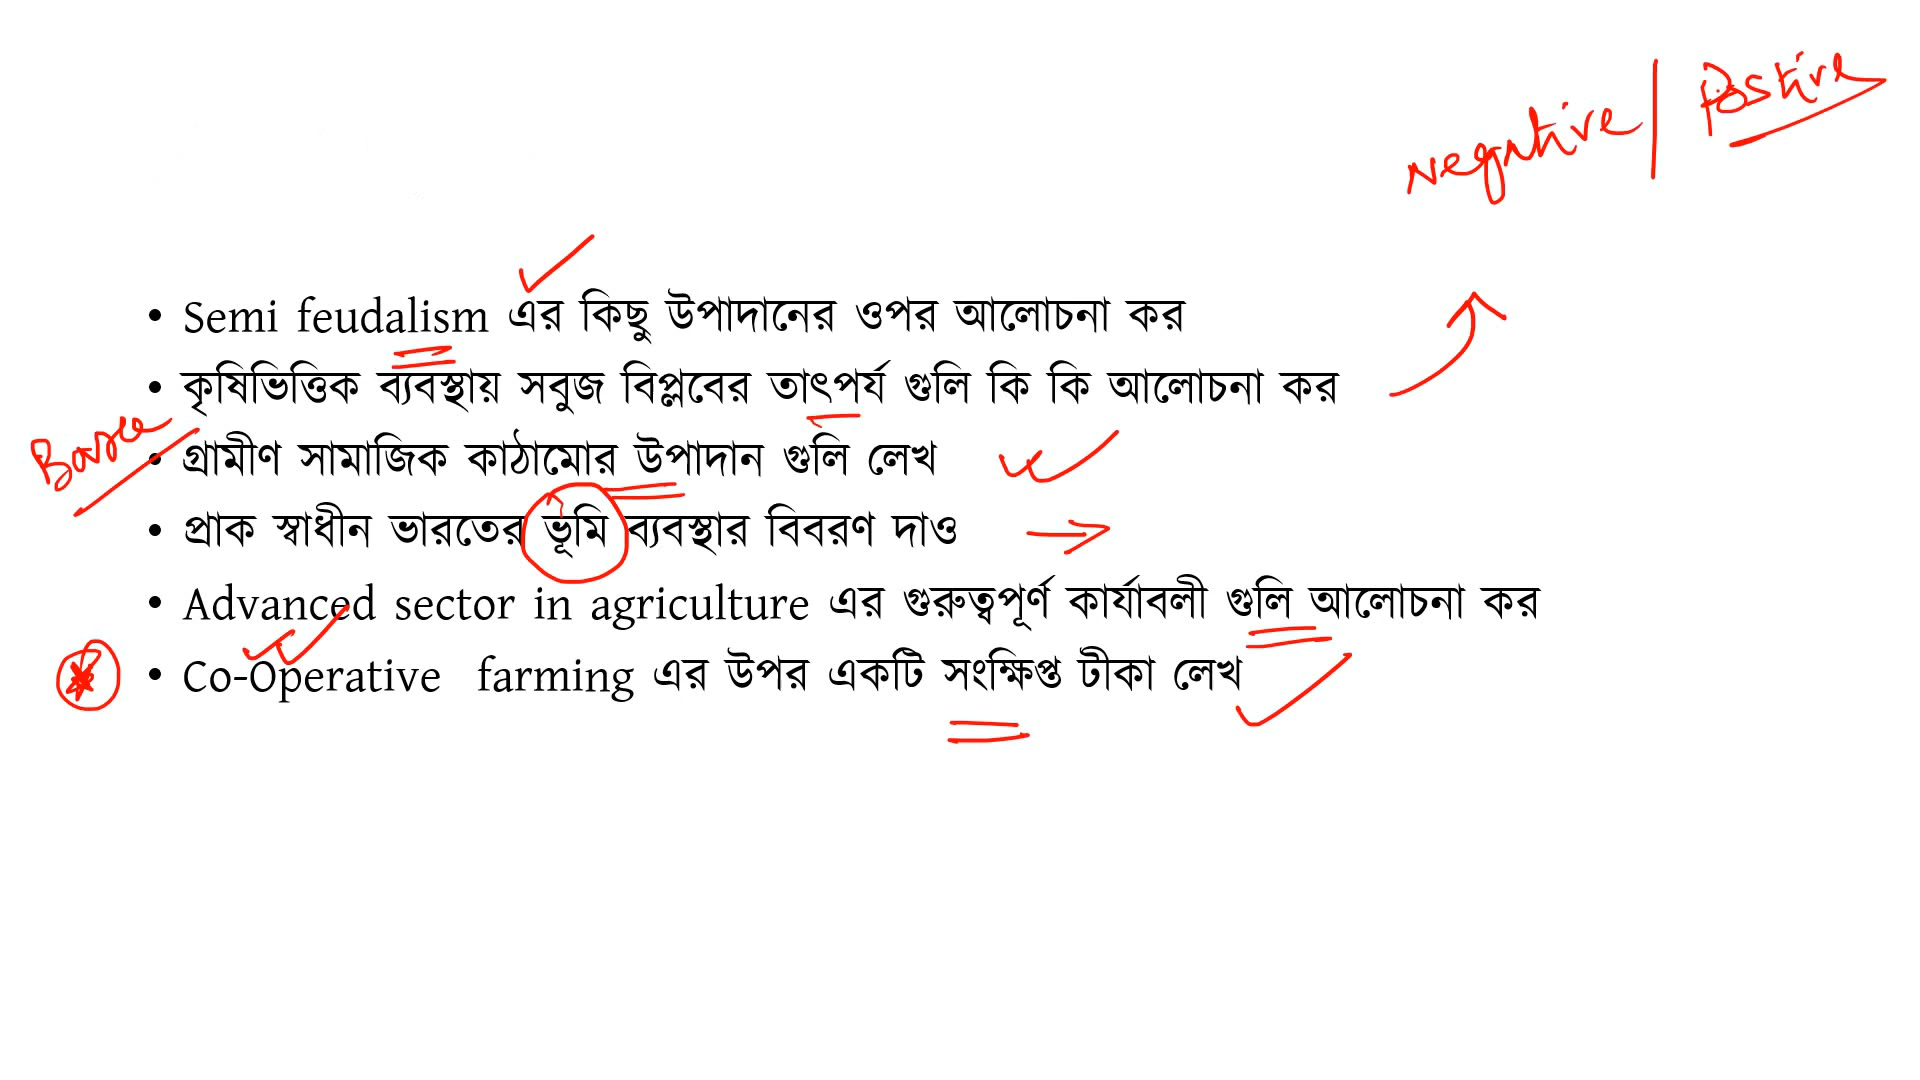 negative / Positive
• Semi feudalism এর কিছু উপাদানের ওপর আলোচনা কর
• কৃষিভিত্তিক ব্যবস্থায় সবুজ বিপ্লবের তাৎপর্য গুলি কি কি আলোচনা কর
• গ্রামীণ সামাজিক কাঠামোর উপাদান গুলি লেখ
• প্রাক স্বাধীন ভারতের ভূমি ব্যবস্থার বিবরণ দাও
• Advanced sector in agriculture এর গুরুত্বপূর্ণ কার্যাবলী গুলি আলোচনা কর
• Co-Operative farming এর উপর একটি সংক্ষিপ্ত টীকা লেখ